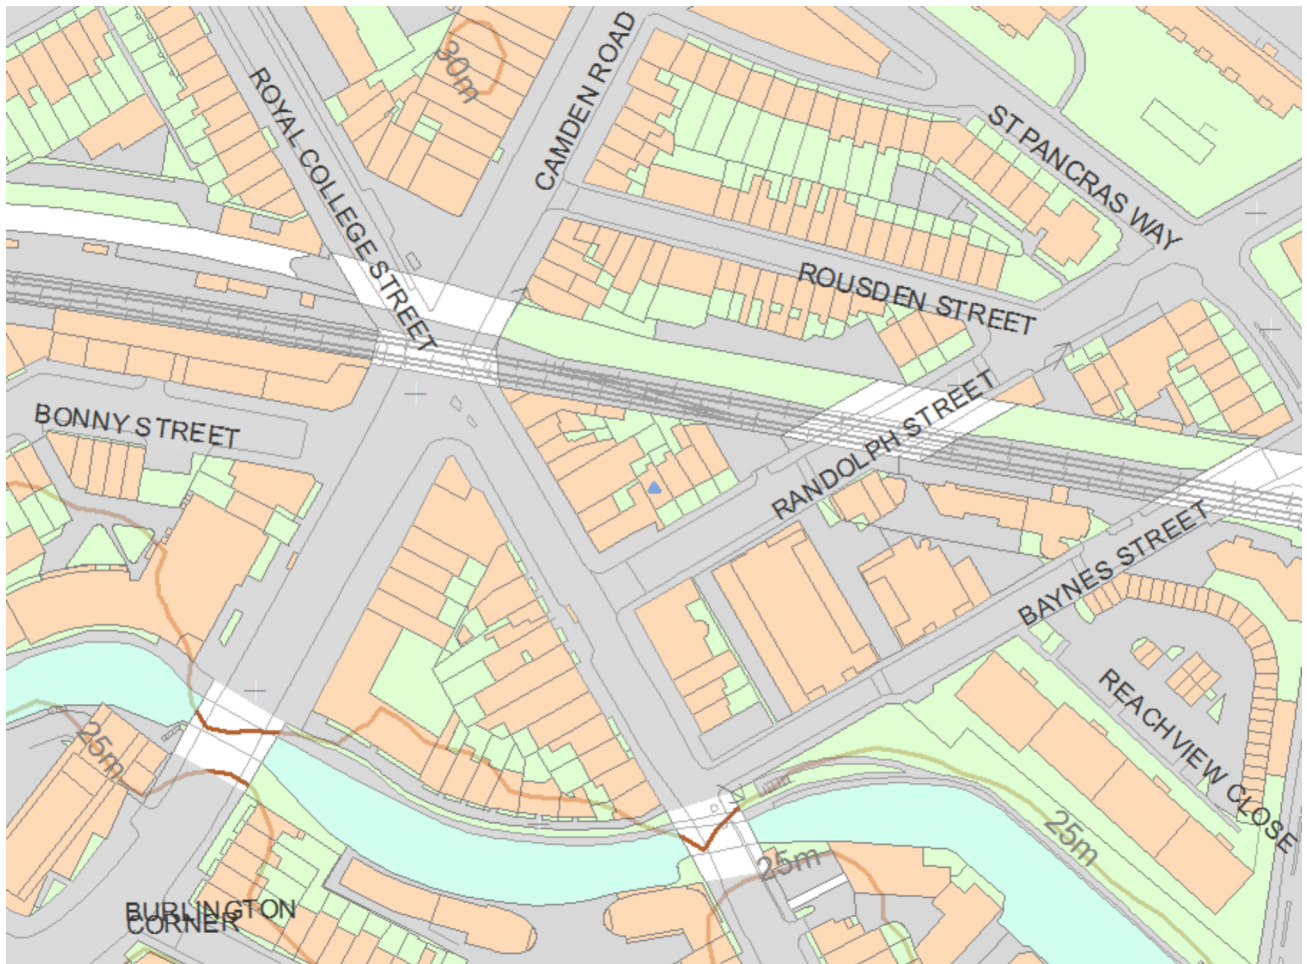 30m
CAMDEN ROAD
ROYAL COLLEGE STREET
ST PANCRAS WAY
ROUSDEN STREET
BONNY STREET
RANDOLPH STREET
BAYNES STREET
REACHVIEW CLOSE
25m
25m
25m
BURLINGTON
CORNER